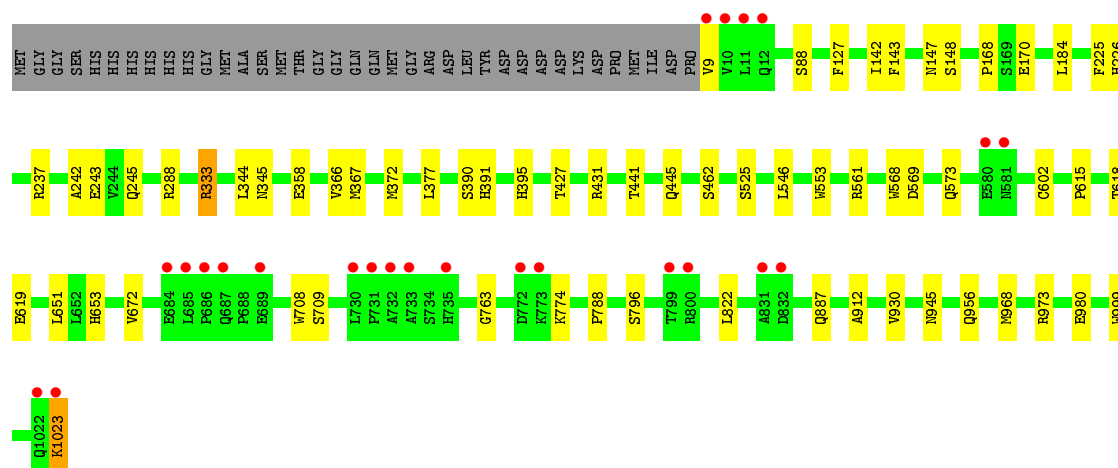 MET GLY GLY SER HIS HIS HIS HIS HIS HIS GLY MET ALA SER MET THR GLY GLY GLN GLN MET GLY ARG ASP LEU TYR ASP ASP ASP ASP LYS ASP PRO MET ILE ASP PRO V9 V10 L11 Q12 S88 F127 I142 F143 N147 S148 P168 S169 E170 L184 F225 H226
R237 A242 E243 V244 Q245 R288 R333 L344 N345 E358 V366 M367 M372 L377 S390 H391 H395 T427 R431 T441 Q445 S462 S525 L546 W553 R561 W568 D569 Q573 E580 N581 C602 P615 T618
E619 L651 L652 H653 V672 E684 L685 P686 Q687 P688 E689 W708 S709 L730 P731 A732 A733 S734 H735 G763 D772 K773 K774 P788 S796 T799 R800 L822 A831 D832 Q887 A912 V930 N945 Q956 M968 R973 E980
Q1022 K1023